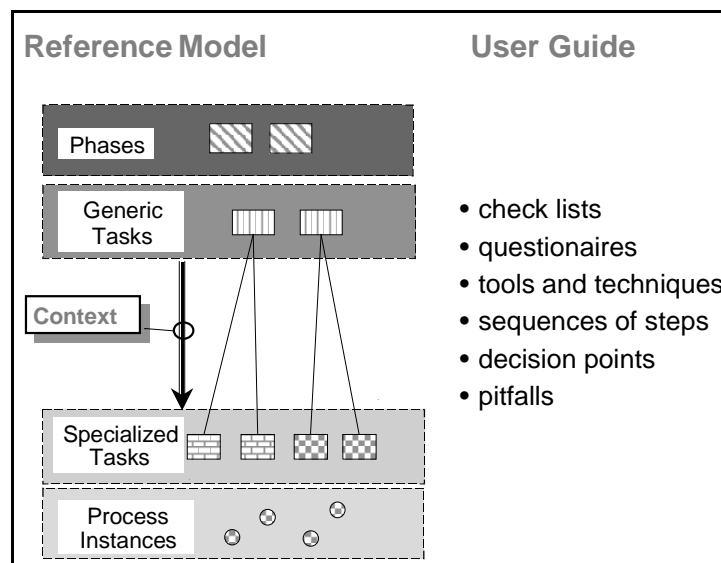 Reference Model
User Guide
Phases
Generic
Tasks
Context
Specialized
Tasks
Process
Instances
• check lists
• questionaires
• tools and techniques
• sequences of steps
• decision points
• pitfalls